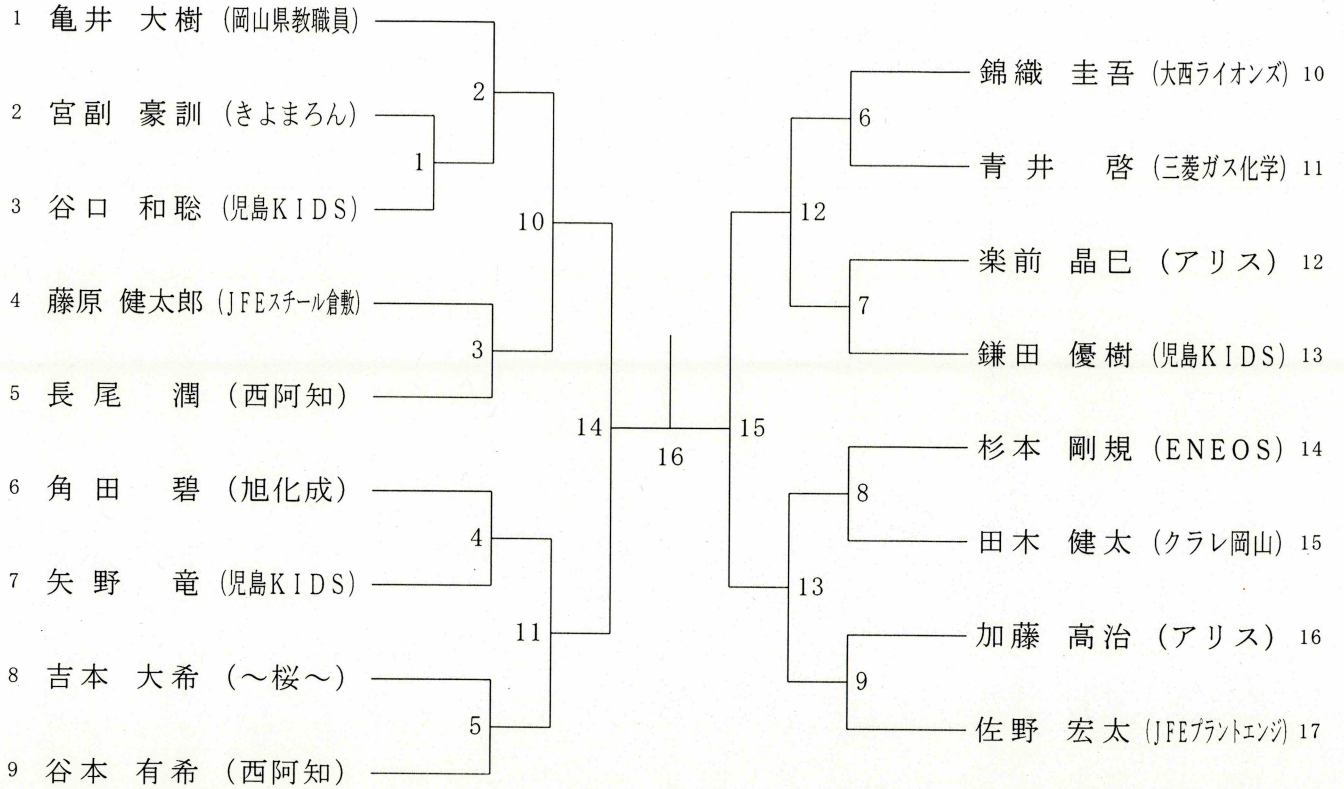 1 亀井 大樹 (岡山県教職員)
2 宮副 豪訓 (きよまろん)
3 谷口 和聡 (児島KIDS)
4 藤原 健太郎 (JFEスチール倉敷)
5 長尾 潤 (西阿知)
6 角田 碧 (旭化成)
7 矢野 竜 (児島KIDS)
8 吉本 大希 (～桜～)
9 谷本 有希 (西阿知)
2
1
10
3
14
4
11
5
16
錦織 圭吾 (大西ライオンズ) 10
青井 啓 (三菱ガス化学) 11
楽前 晶巳 (アリス) 12
鎌田 優樹 (児島KIDS) 13
杉本 剛規 (ENEOS) 14
田木 健太 (クラレ岡山) 15
加藤 高治 (アリス) 16
佐野 宏太 (JFEプラントエンジ) 17
6
12
7
15
8
13
9